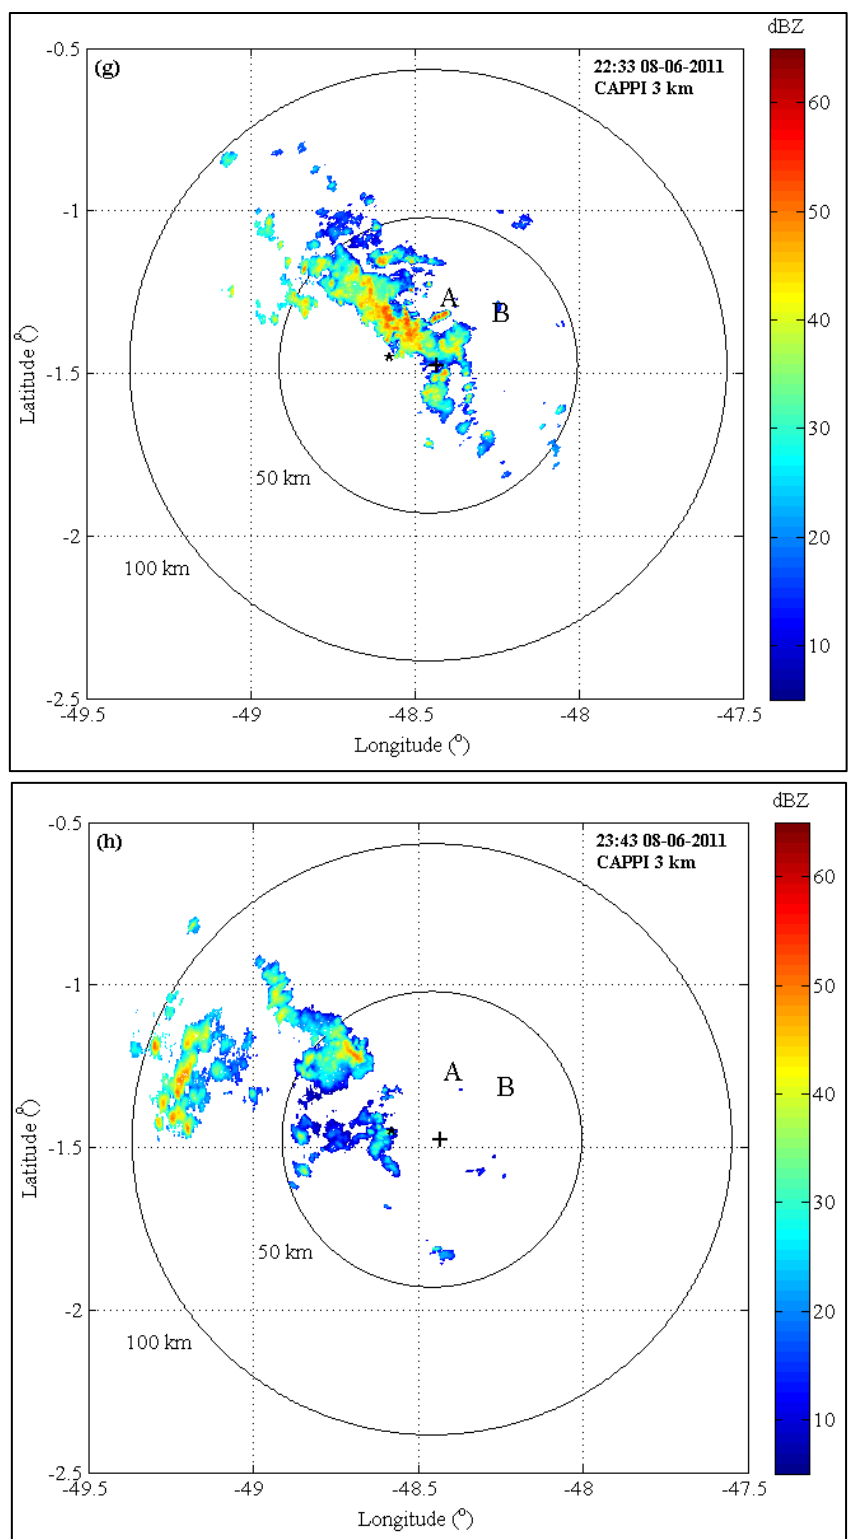 dBZ
(g)
22:33 08-06-2011
CAPPI 3 km
-0.5
-1
-1.5
-2
-2.5
60
50
40
30
20
10
A
B
*
+
50 km
100 km
Latitude (º)
-49.5
-49
-48.5
-48
-47.5
Longitude (º)
dBZ
(h)
23:43 08-06-2011
CAPPI 3 km
-0.5
-1
-1.5
-2
-2.5
60
50
40
30
20
10
A
B
*
+
50 km
100 km
Latitude (º)
-49.5
-49
-48.5
-48
-47.5
Longitude (º)